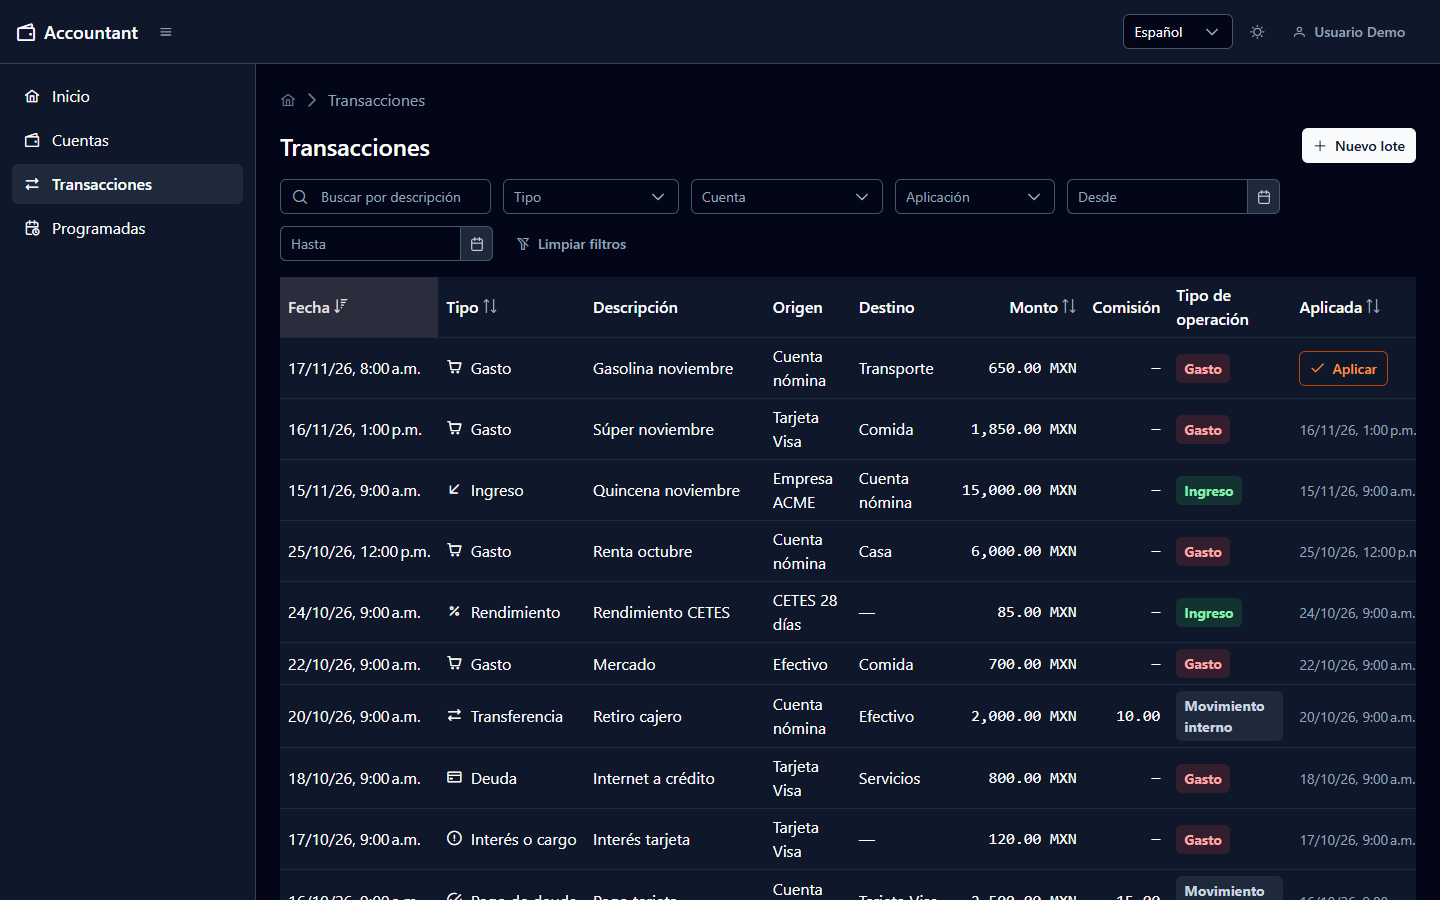 Accountant
Español
Usuario Demo
Inicio
Cuentas
Transacciones
Programadas
Transacciones
Transacciones
Nuevo lote
Buscar por descripción
Tipo
Cuenta
Aplicación
Desde
Hasta
Limpiar filtros
Fecha Tipo Descripción Origen Destino Monto Comisión Tipo de operación Aplicada
17/11/26, 8:00 a.m. Gasto Gasolina noviembre Cuenta nómina Transporte 650.00 MXN — Gasto Aplicar
16/11/26, 1:00 p.m. Gasto Súper noviembre Tarjeta Visa Comida 1,850.00 MXN — Gasto 16/11/26, 1:00 p.m.
15/11/26, 9:00 a.m. Ingreso Quincena noviembre Empresa ACME Cuenta nómina 15,000.00 MXN — Ingreso 15/11/26, 9:00 a.m.
25/10/26, 12:00 p.m. Gasto Renta octubre Cuenta nómina Casa 6,000.00 MXN — Gasto 25/10/26, 12:00 p.m
24/10/26, 9:00 a.m. Rendimiento Rendimiento CETES CETES 28 días — 85.00 MXN — Ingreso 24/10/26, 9:00 a.m.
22/10/26, 9:00 a.m. Gasto Mercado Efectivo Comida 700.00 MXN — Gasto 22/10/26, 9:00 a.m.
20/10/26, 9:00 a.m. Transferencia Retiro cajero Cuenta nómina Efectivo 2,000.00 MXN 10.00 Movimiento interno 20/10/26, 9:00 a.m.
18/10/26, 9:00 a.m. Deuda Internet a crédito Tarjeta Visa Servicios 800.00 MXN — Gasto 18/10/26, 9:00 a.m.
17/10/26, 9:00 a.m. Interés o cargo Interés tarjeta Tarjeta Visa — 120.00 MXN — Gasto 17/10/26, 9:00 a.m.
Cuenta Movimiento